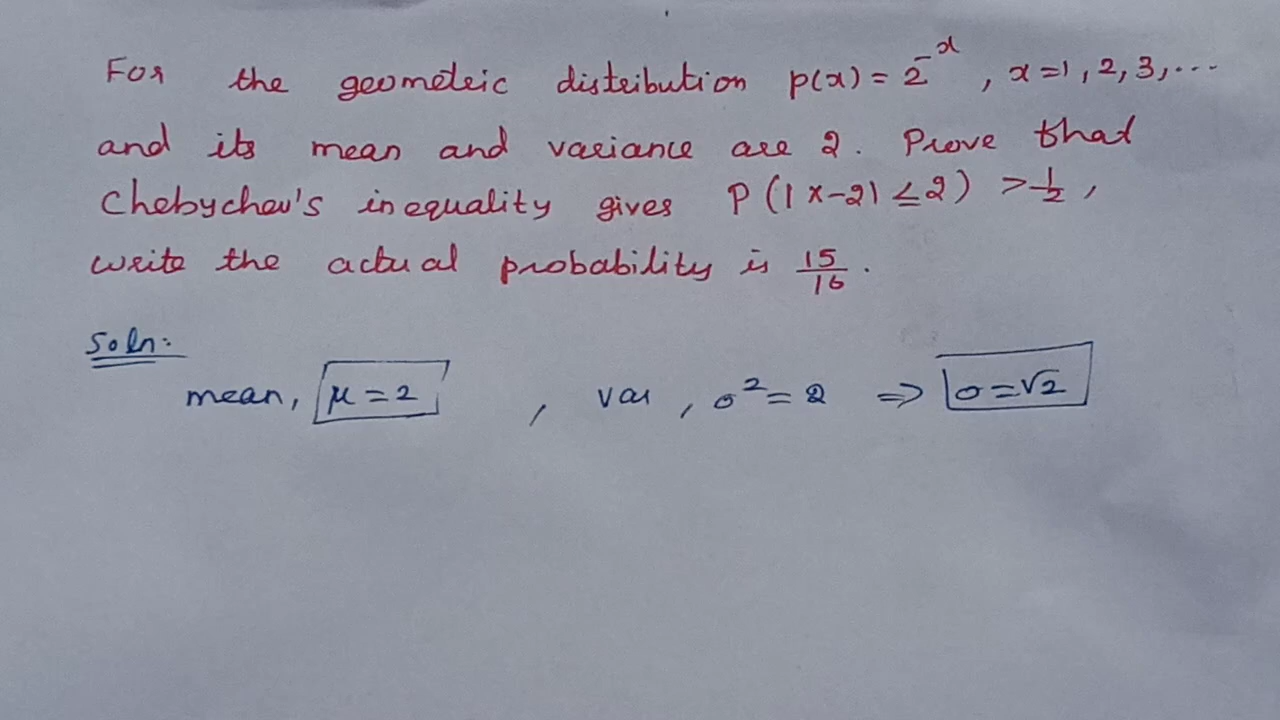 For the geometric distribution p(x) = 2^-x , x = 1, 2, 3, ...
and its mean and variance are 2. Prove that
Chebychev's inequality gives P(|x-2| ≤ 2) > 1/2 ,
write the actual probability is 15/16 .
Soln:
mean, μ = 2 , var , σ² = 2 ⇒ σ = √2